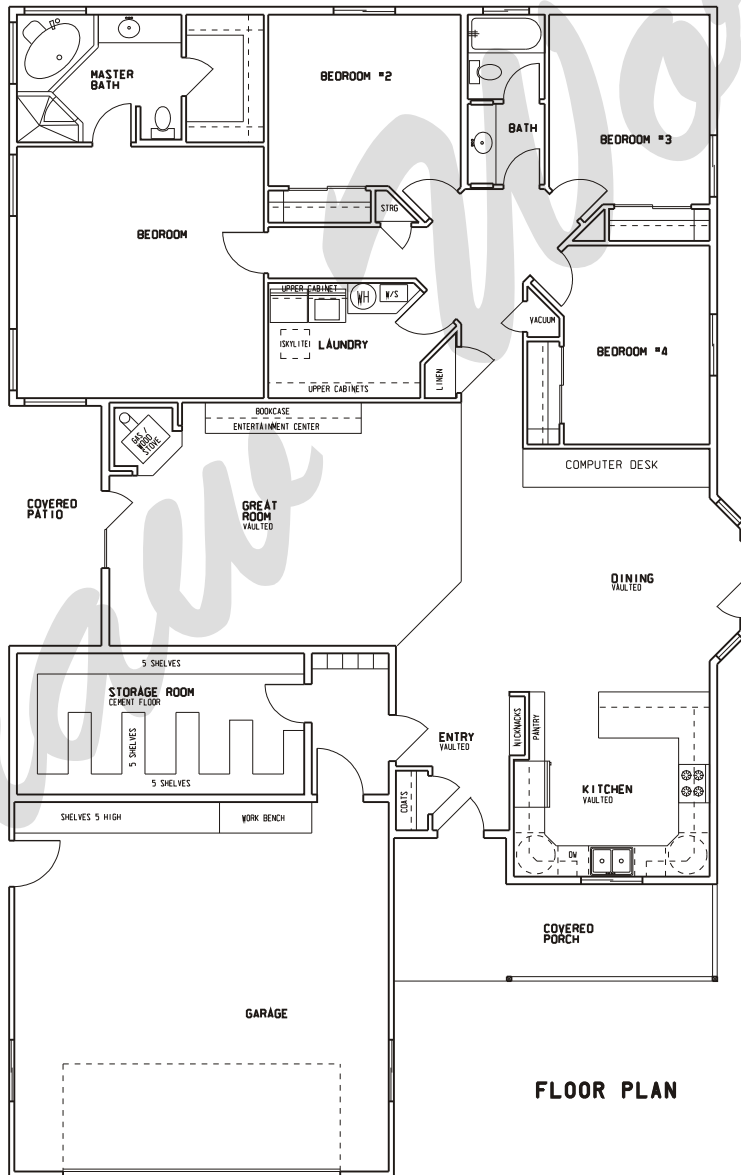 MASTER
BATH
BEDROOM #2
BATH
BEDROOM #3
STRG
BEDROOM
UPPER CABINET
WH
W/S
(SKYLITE)
LAUNDRY
UPPER CABINETS
LINEN
VACUUM
BEDROOM #4
BOOKCASE
ENTERTAINMENT CENTER
GAS /
WOOD
STOVE
COMPUTER DESK
COVERED
PATIO
GREAT
ROOM
VAULTED
DINING
VAULTED
5 SHELVES
STORAGE ROOM
CEMENT FLOOR
5 SHELVES
5 SHELVES
ENTRY
VAULTED
NICKNACKS
PANTRY
KITCHEN
VAULTED
COATS
SHELVES 5 HIGH
WORK BENCH
DW
COVERED
PORCH
GARAGE
FLOOR PLAN